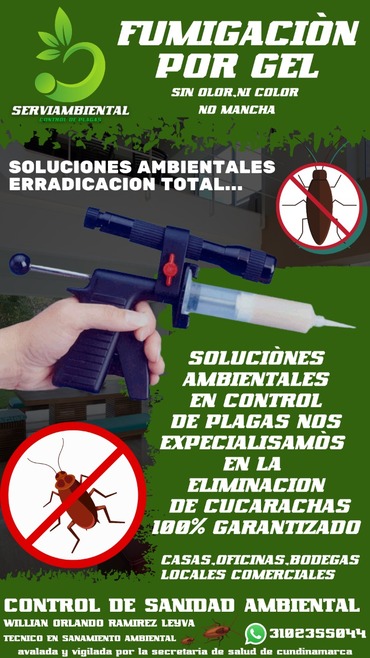 FUMIGACIÒN
POR GEL
SIN OLOR,NI COLOR
NO MANCHA
SERVIAMBIENTAL
CONTROL DE PLAGAS
SOLUCIONES AMBIENTALES
ERRADICACION TOTAL...
SOLUCIÒNES
AMBIENTALES
EN CONTROL
DE PLAGAS NOS
EXPECIALISAMÒS
EN LA
ELIMINACION
DE CUCARACHAS
100% GARANTIZADO
CASAS,OFICINAS,BODEGAS
LOCALES COMERCIALES
CONTROL DE SANIDAD AMBIENTAL
WILLIAN ORLANDO RAMIREZ LEYVA
TECNICO EN SANAMIENTO AMBIENTAL
3102355044
avalada y vigilada por la secretaria de salud de cundinamarca